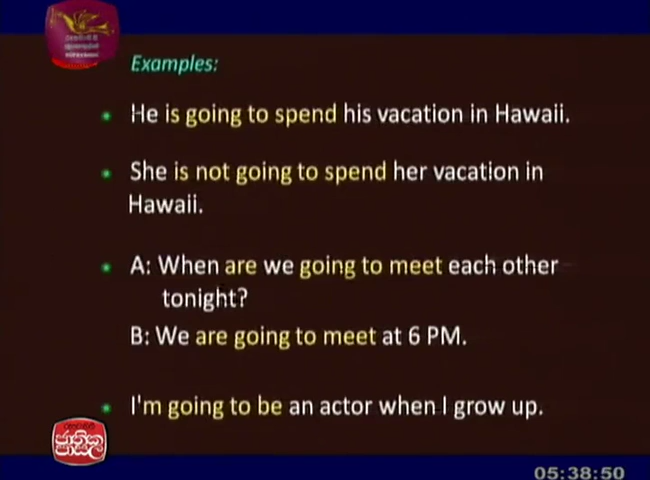 Examples:
He is going to spend his vacation in Hawaii.
She is not going to spend her vacation in
Hawaii.
A: When are we going to meet each other
tonight?
B: We are going to meet at 6 PM.
I'm going to be an actor when I grow up.
ජාතික
පාසල
05:38:50